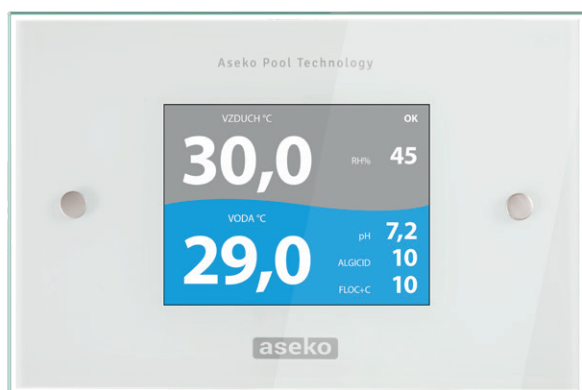 Aseko Pool Technology
VZDUCH °C
OK
30,0
RH% 45
VODA °C
29,0
pH 7,2
ALGICID 10
FLOC+C 10
aseko